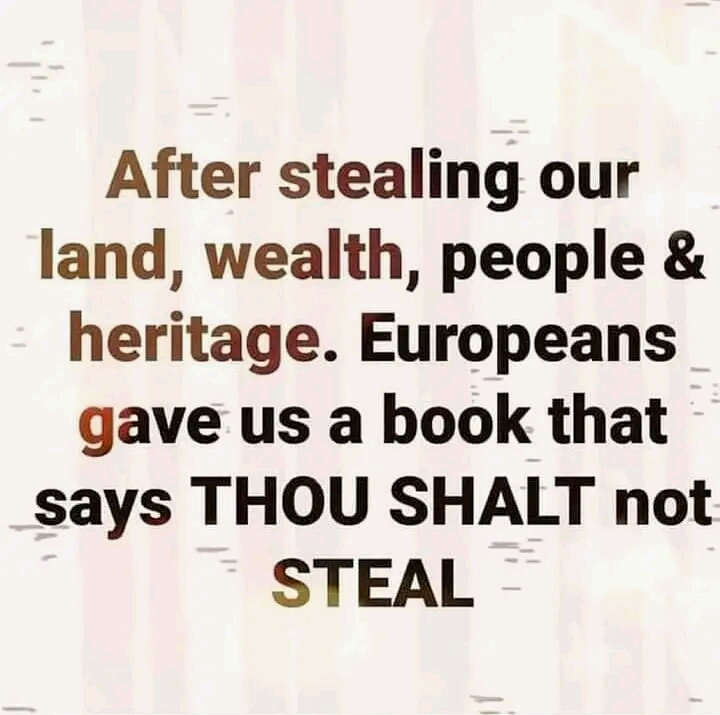 After stealing our
land, wealth, people &
heritage. Europeans
gave us a book that
says THOU SHALT not
STEAL